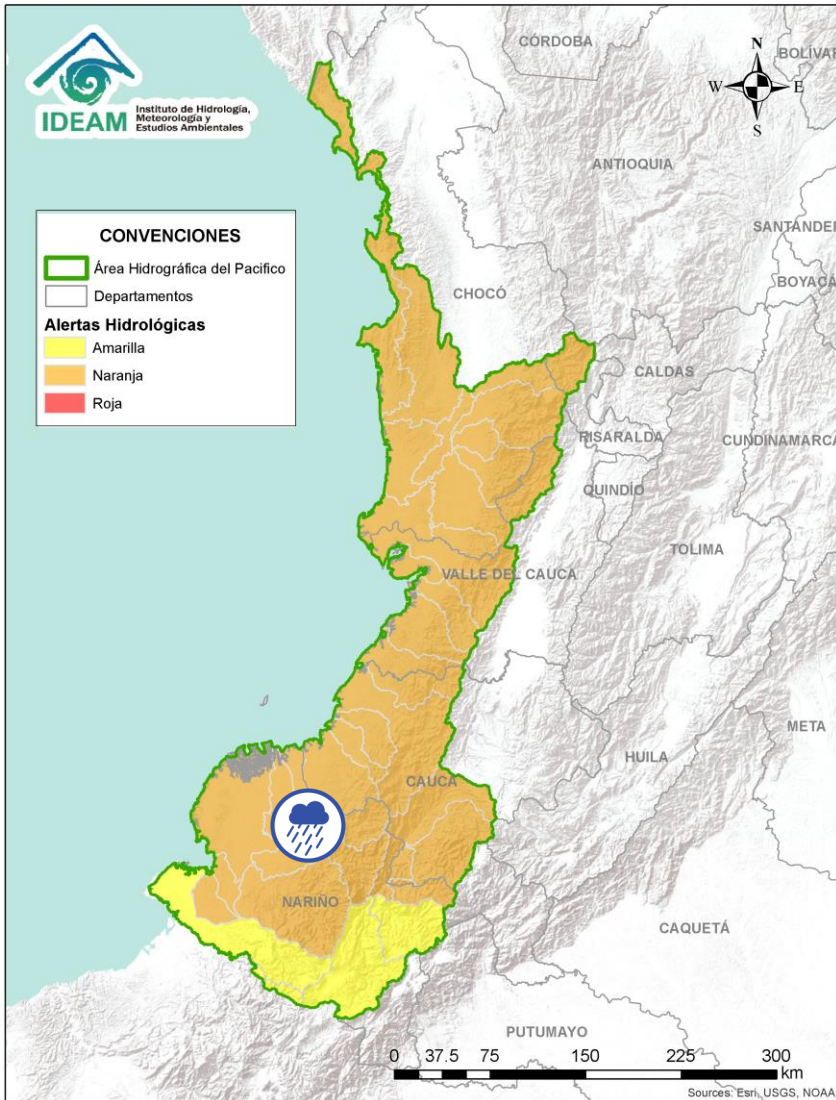 IDEAM
Instituto de Hidrología,
Meteorología y
Estudios Ambientales
N
W
E
S
CÓRDOBA
BOLÍVAR
ANTIOQUIA
SANTANDER
BOYACÁ
CONVENCIONES
Área Hidrográfica del Pacifico
Departamentos
Alertas Hidrológicas
Amarilla
Naranja
Roja
CHOCÓ
CALDAS
RISARALDA
CUNDINAMARCA
QUINDÍO
TOLIMA
VALLE DEL CAUCA
META
HUILA
CAUCA
NARIÑO
CAQUETÁ
PUTUMAYO
0 37.5 75 150 225 300
km
Sources: Esri, USGS, NOAA